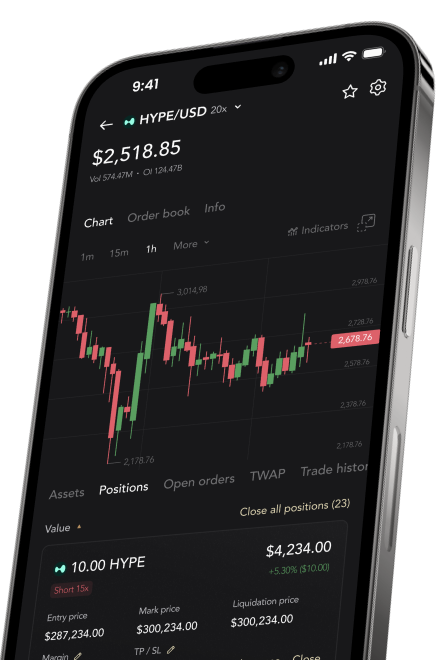 9:41
HYPE/USD 20x
$2,518.85
Vol 574.47M • OI 124.47B
Chart Order book Info
1m 15m 1h More Indicators
3,014.98
2,978.76
2,728.76
2,678.76
2,578.76
2,378.76
2,178.76
2,178.76
Assets Positions Open orders TWAP Trade histor
Value
Close all positions (23)
10.00 HYPE
$4,234.00
Short 15x
+5.30% ($10.00)
Entry price Mark price Liquidation price
$287,234.00 $300,234.00 $300,234.00
Margin TP / SL Close